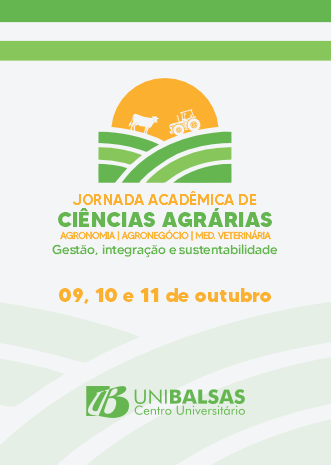 JORNADA ACADÊMICA DE
CIÊNCIAS AGRÁRIAS
AGRONOMIA | AGRONEGÓCIO | MED. VETERINÁRIA
Gestão, integração e sustentabilidade
09, 10 e 11 de outubro
UNIBALSAS
Centro Universitário